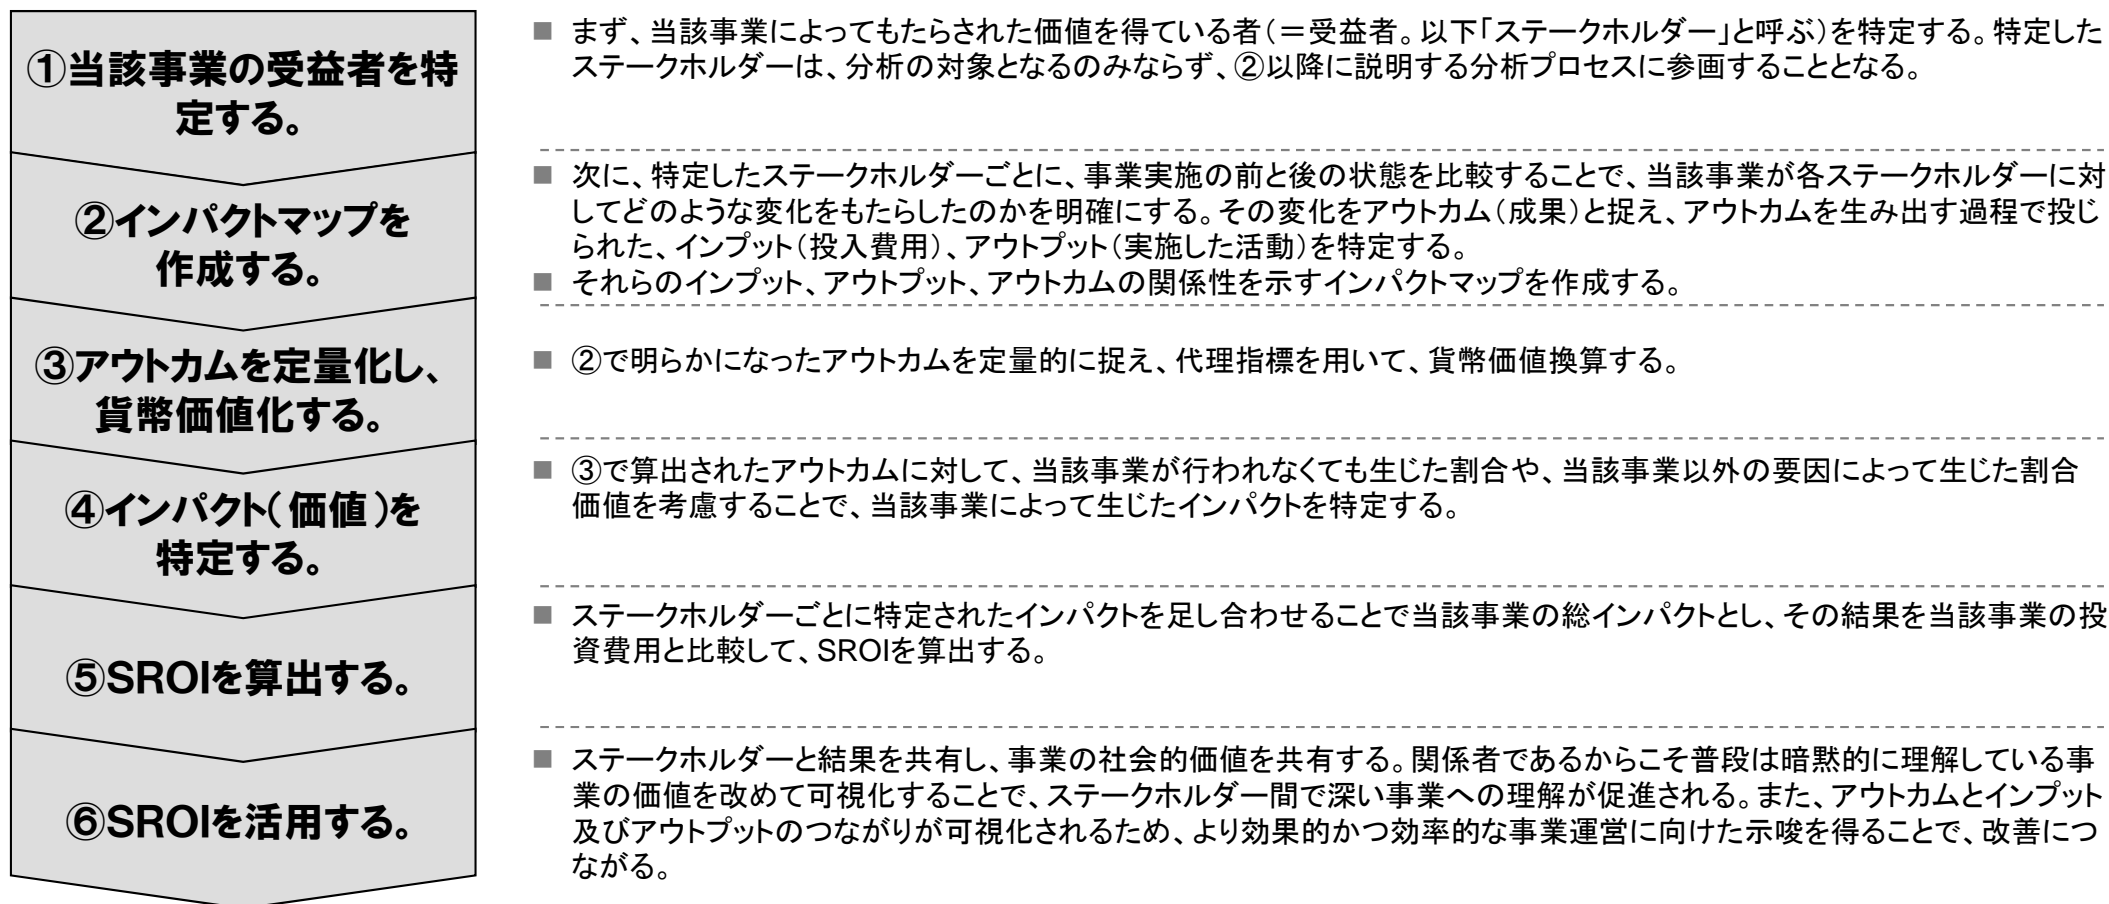 ①当該事業の受益者を特
定する。
■ まず、当該事業によってもたらされた価値を得ている者（＝受益者。以下「ステークホルダー」と呼ぶ）を特定する。特定した
ステークホルダーは、分析の対象となるのみならず、②以降に説明する分析プロセスに参画することとなる。
②インパクトマップを
作成する。
■ 次に、特定したステークホルダーごとに、事業実施の前と後の状態を比較することで、当該事業が各ステークホルダーに対
してどのような変化をもたらしたのかを明確にする。その変化をアウトカム（成果）と捉え、アウトカムを生み出す過程で投じ
られた、インプット（投入費用）、アウトプット（実施した活動）を特定する。
■ それらのインプット、アウトプット、アウトカムの関係性を示すインパクトマップを作成する。
③アウトカムを定量化し、
貨幣価値化する。
■ ②で明らかになったアウトカムを定量的に捉え、代理指標を用いて、貨幣価値換算する。
④インパクト（価値）を
特定する。
■ ③で算出されたアウトカムに対して、当該事業が行われなくても生じた割合や、当該事業以外の要因によって生じた割合
価値を考慮することで、当該事業によって生じたインパクトを特定する。
⑤SROIを算出する。
■ ステークホルダーごとに特定されたインパクトを足し合わせることで当該事業の総インパクトとし、その結果を当該事業の投
資費用と比較して、SROIを算出する。
⑥SROIを活用する。
■ ステークホルダーと結果を共有し、事業の社会的価値を共有する。関係者であるからこそ普段は暗黙的に理解している事
業の価値を改めて可視化することで、ステークホルダー間で深い事業への理解が促進される。また、アウトカムとインプット
及びアウトプットのつながりが可視化されるため、より効果的かつ効率的な事業運営に向けた示唆を得ることで、改善につ
ながる。